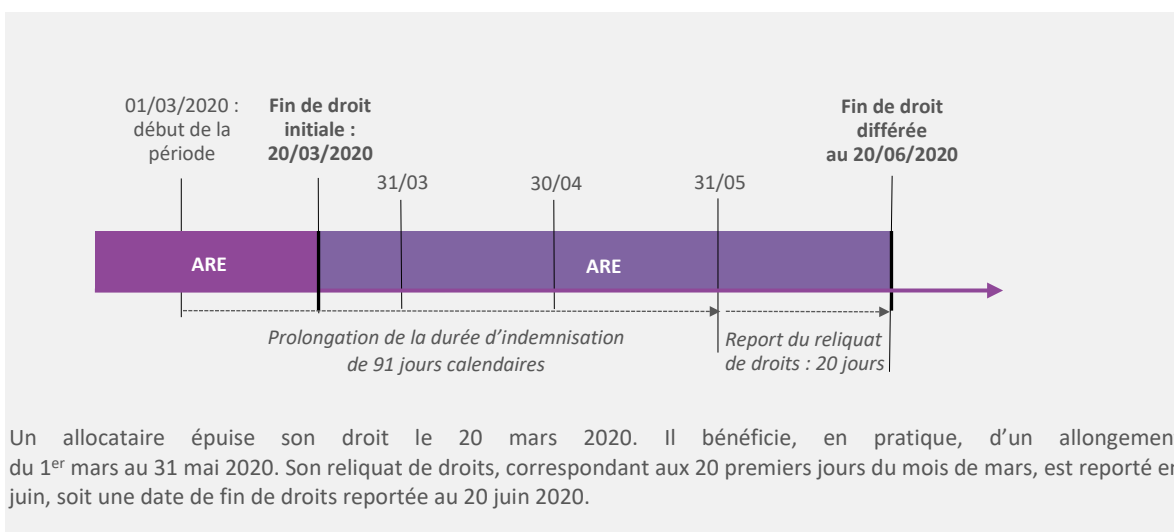 01/03/2020 :
début de la
période
Fin de droit
initiale :
20/03/2020
31/03
30/04
31/05
Fin de droit
différée
au 20/06/2020
ARE
ARE
Prolongation de la durée d’indemnisation
de 91 jours calendaires
Report du reliquat
de droits : 20 jours
Un allocataire épuise son droit le 20 mars 2020. Il bénéficie, en pratique, d’un allongemen
du 1er mars au 31 mai 2020. Son reliquat de droits, correspondant aux 20 premiers jours du mois de mars, est reporté en
juin, soit une date de fin de droits reportée au 20 juin 2020.